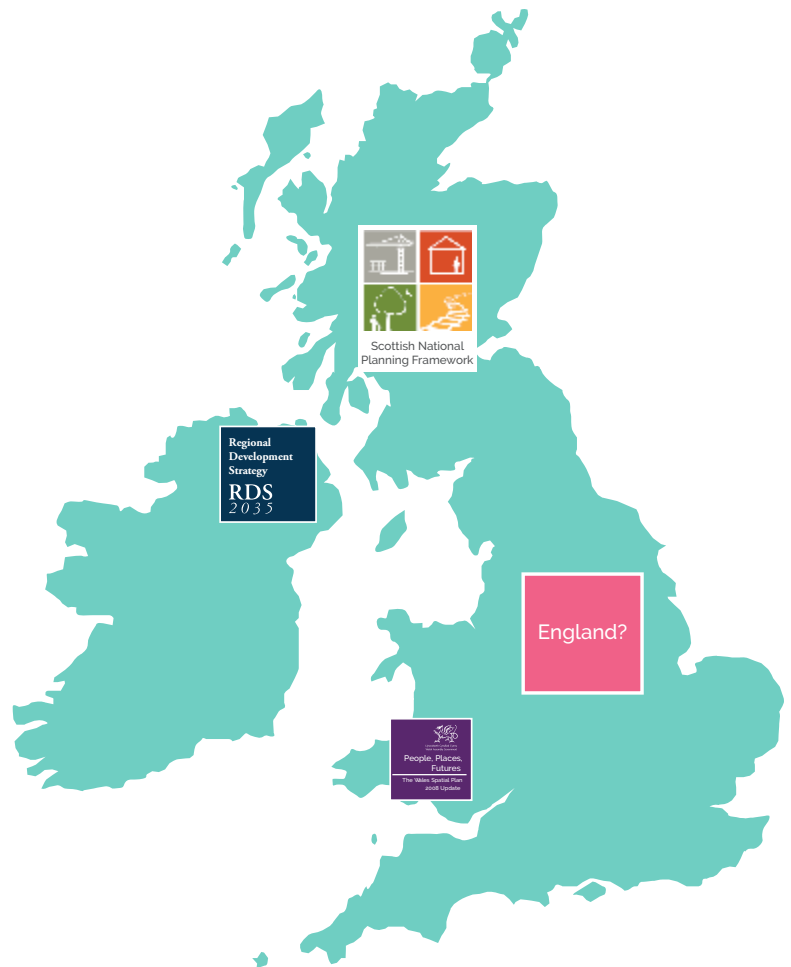 Scottish National
Planning Framework
Regional
Development
Strategy
RDS
2035
England?
People, Places,
Futures
The Wales Spatial Plan
2008 Update